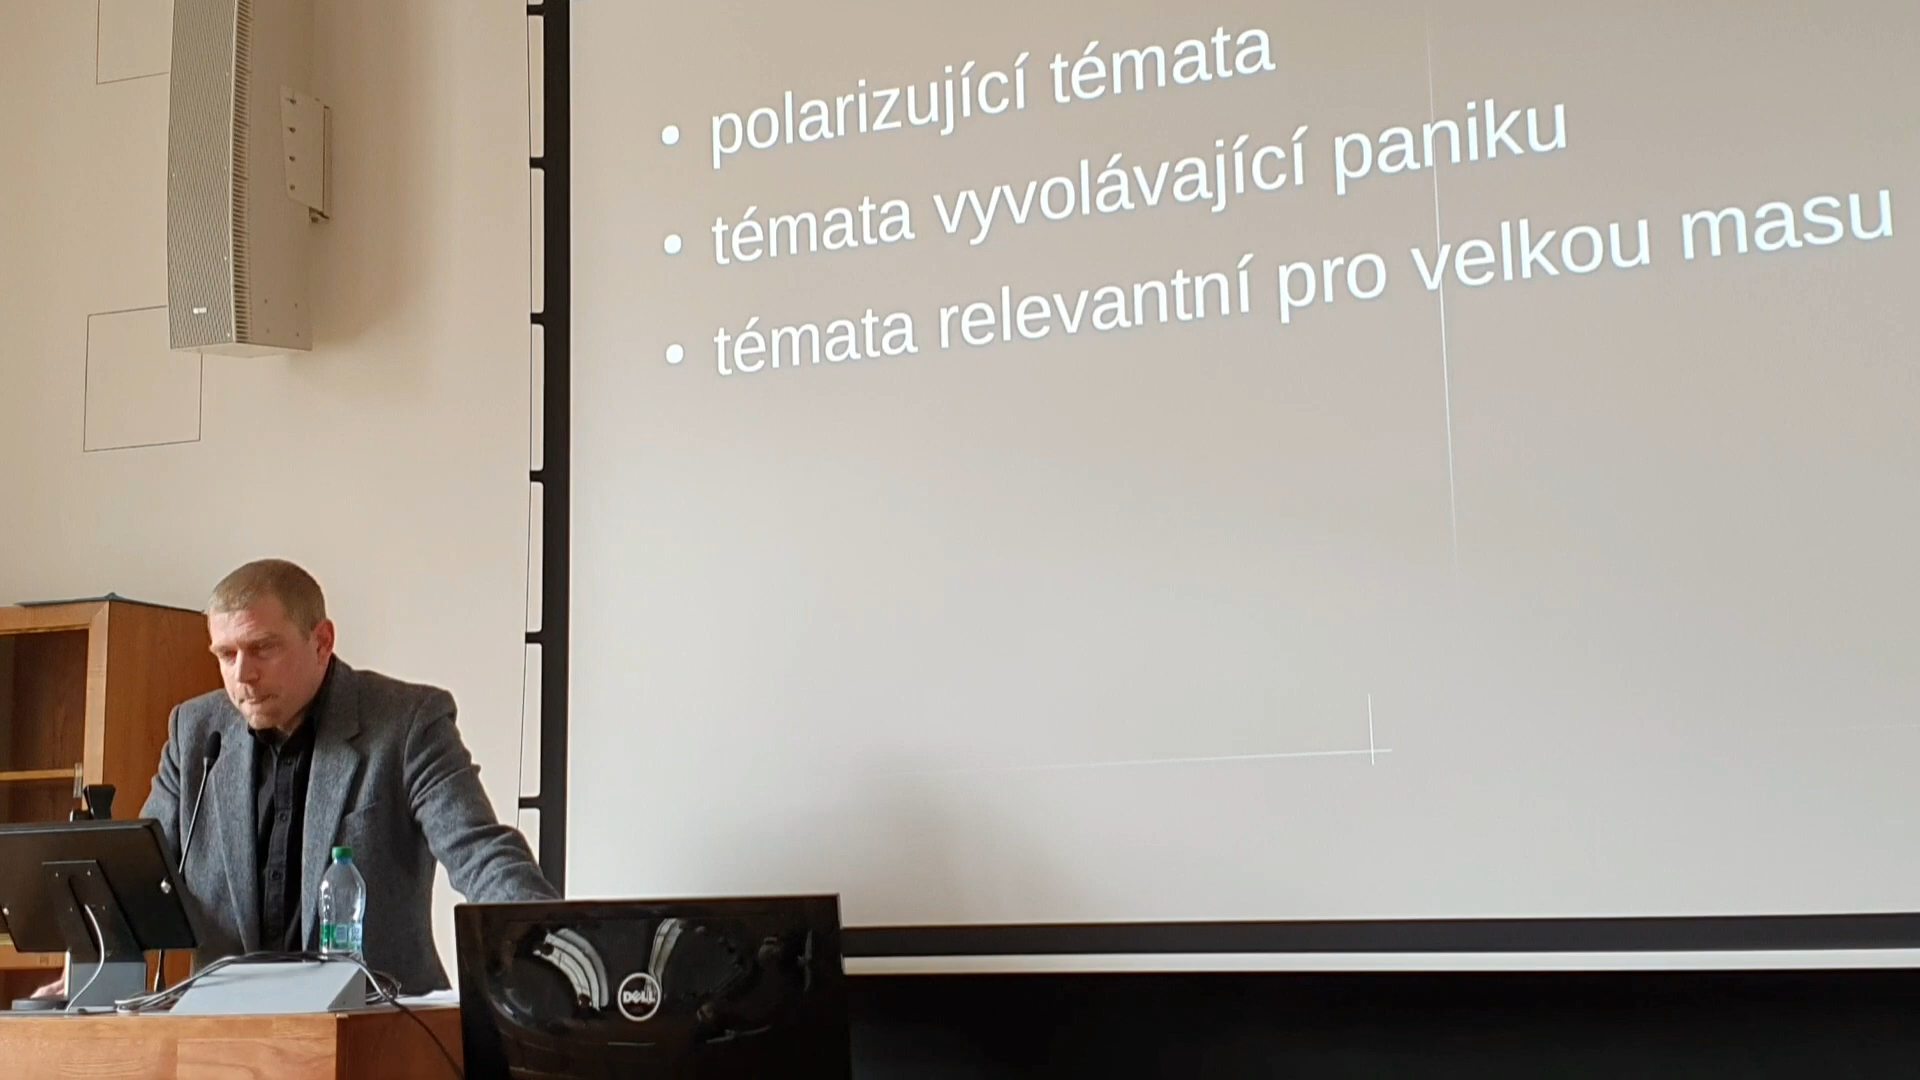 polarizující témata
témata vyvolávající paniku
témata relevantní pro velkou masu
DELL